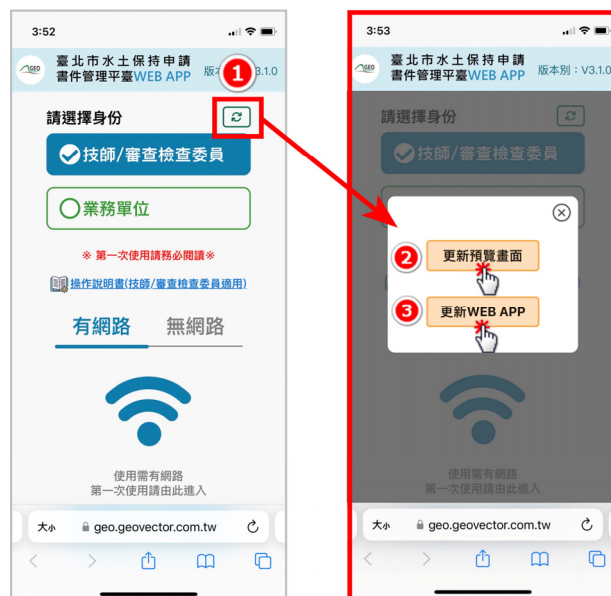 3:52
GEO
臺北市水土保持申請
書件管理平臺WEB APP
3.1.0
1
請選擇身份
技師/審查檢查委員
業務單位
※ 第一次使用請務必閱讀※
操作說明書(技師/審查檢查委員適用)
有網路 無網路
使用需有網路
第一次使用請由此進入
大小 geo.geovector.com.tw
3:53
GEO
臺北市水土保持申請
書件管理平臺WEB APP
版本別：V3.1.0
請選擇身份
技師/審查檢查委員
2 更新預覽畫面
3 更新WEB APP
使用需有網路
第一次使用請由此進入
大小 geo.geovector.com.tw